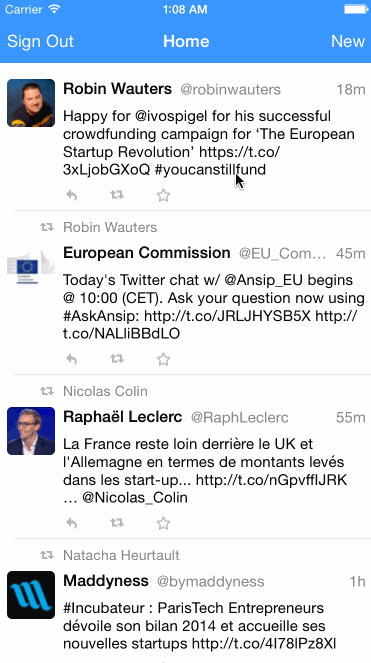 Carrier 1:08 AM
Sign Out Home New
Robin Wauters @robinwauters 18m
Happy for @ivospigel for his successful
crowdfunding campaign for ‘The European
Startup Revolution’ https://t.co/
3xLjobGXoQ #youcanstillfund
Robin Wauters
European Commission @EU_Com… 45m
Today's Twitter chat w/ @Ansip_EU begins
@ 10:00 (CET). Ask your question now using
#AskAnsip: http://t.co/JRLJHYSB5X http://
t.co/NALliBBdLO
Nicolas Colin
Raphaël Leclerc @RaphLeclerc 55m
La France reste loin derrière le UK et
l'Allemagne en termes de montants levés
dans les start-up... http://t.co/nGpvffIJRK
… @Nicolas_Colin
Natacha Heurtault
Maddyness @bymaddyness 1h
#Incubateur : ParisTech Entrepreneurs
dévoile son bilan 2014 et accueille ses
nouvelles startups http://t.co/4I78lPz8Xl